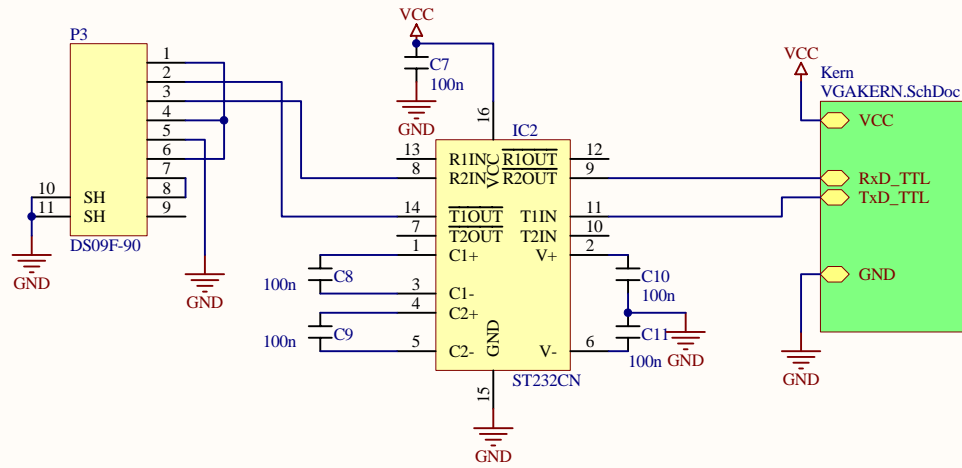 P3
1
2
3
4
5
6
7
8
9
10 SH
11 SH
DS09F-90
GND
GND
VCC
C7
100n
GND
16
IC2
13 R1IN VCC R1OUT 12
8 R2IN R2OUT 9
14 T1OUT T1IN 11
7 T2OUT T2IN 10
1 C1+ V+ 2
C8
100n
3 C1-
4 C2+
C9
100n
5 C2- GND V- 6
C10
100n
C11
100n
GND
ST232CN
15
GND
VCC
Kern
VGAKERN.SchDoc
VCC
RxD_TTL
TxD_TTL
GND
GND